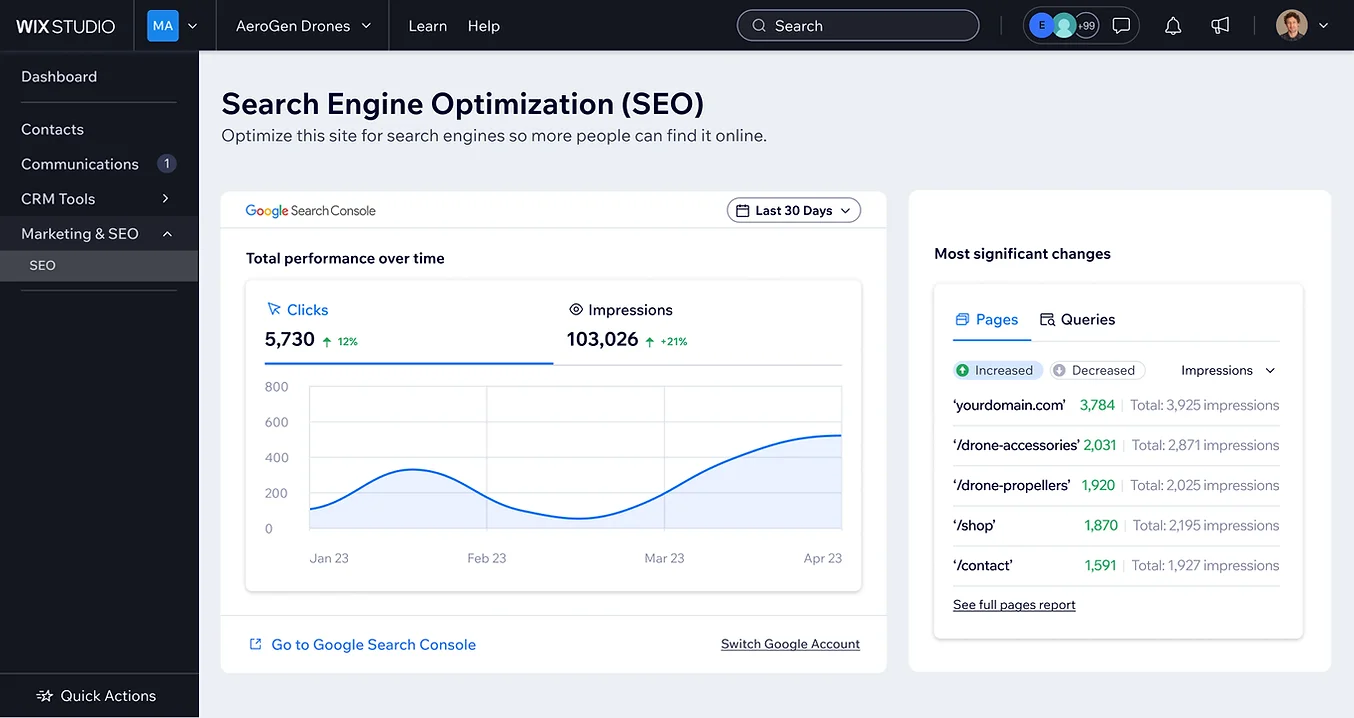 WIX STUDIO
MA
AeroGen Drones
Learn
Help
Search
E
+99
Dashboard
Contacts
Communications 1
CRM Tools
Marketing & SEO
SEO
Quick Actions
Search Engine Optimization (SEO)
Optimize this site for search engines so more people can find it online.
Google Search Console
Last 30 Days
Total performance over time
Clicks
5,730 12%
Impressions
103,026 +21%
800
600
400
200
0
Jan 23 Feb 23 Mar 23 Apr 23
Go to Google Search Console
Switch Google Account
Most significant changes
Pages Queries
Increased Decreased Impressions
‘yourdomain.com’ 3,784 Total: 3,925 impressions
‘/drone-accessories’ 2,031 Total: 2,871 impressions
‘/drone-propellers’ 1,920 Total: 2,025 impressions
‘/shop’ 1,870 Total: 2,195 impressions
‘/contact’ 1,591 Total: 1,927 impressions
See full pages report